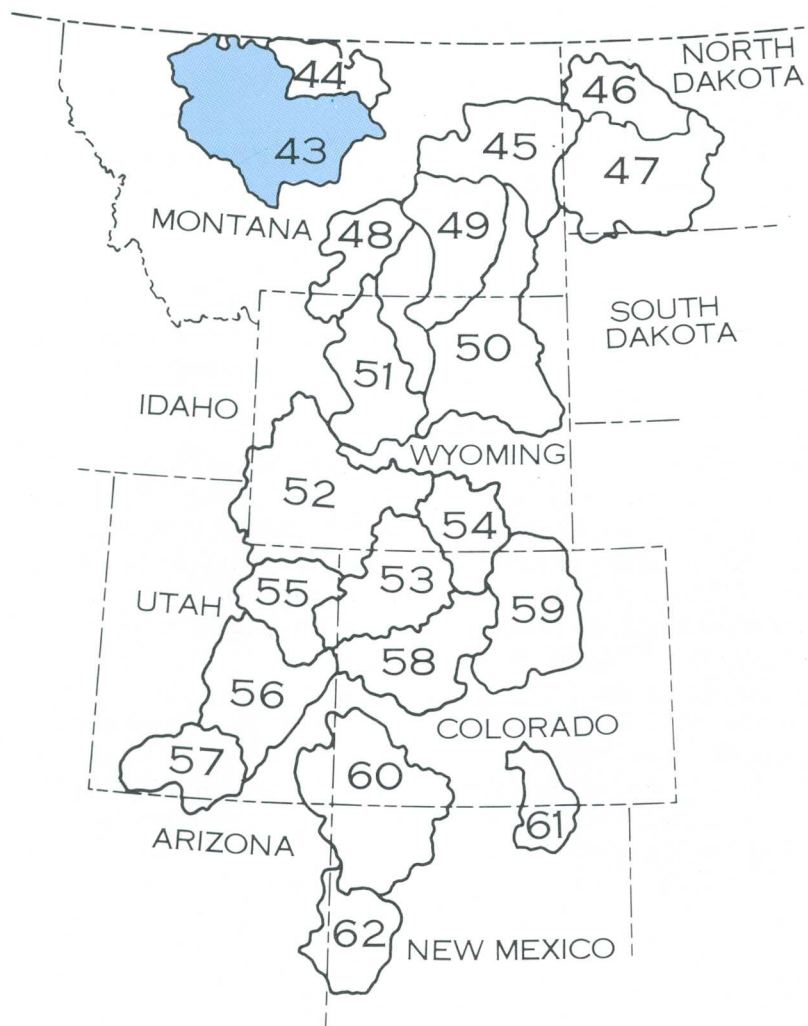 NORTH
DAKOTA
44
46
43
45
47
MONTANA
48
49
SOUTH
DAKOTA
50
51
IDAHO
WYOMING
52
54
53
55
59
UTAH
58
56
COLORADO
57
60
61
ARIZONA
62
NEW MEXICO